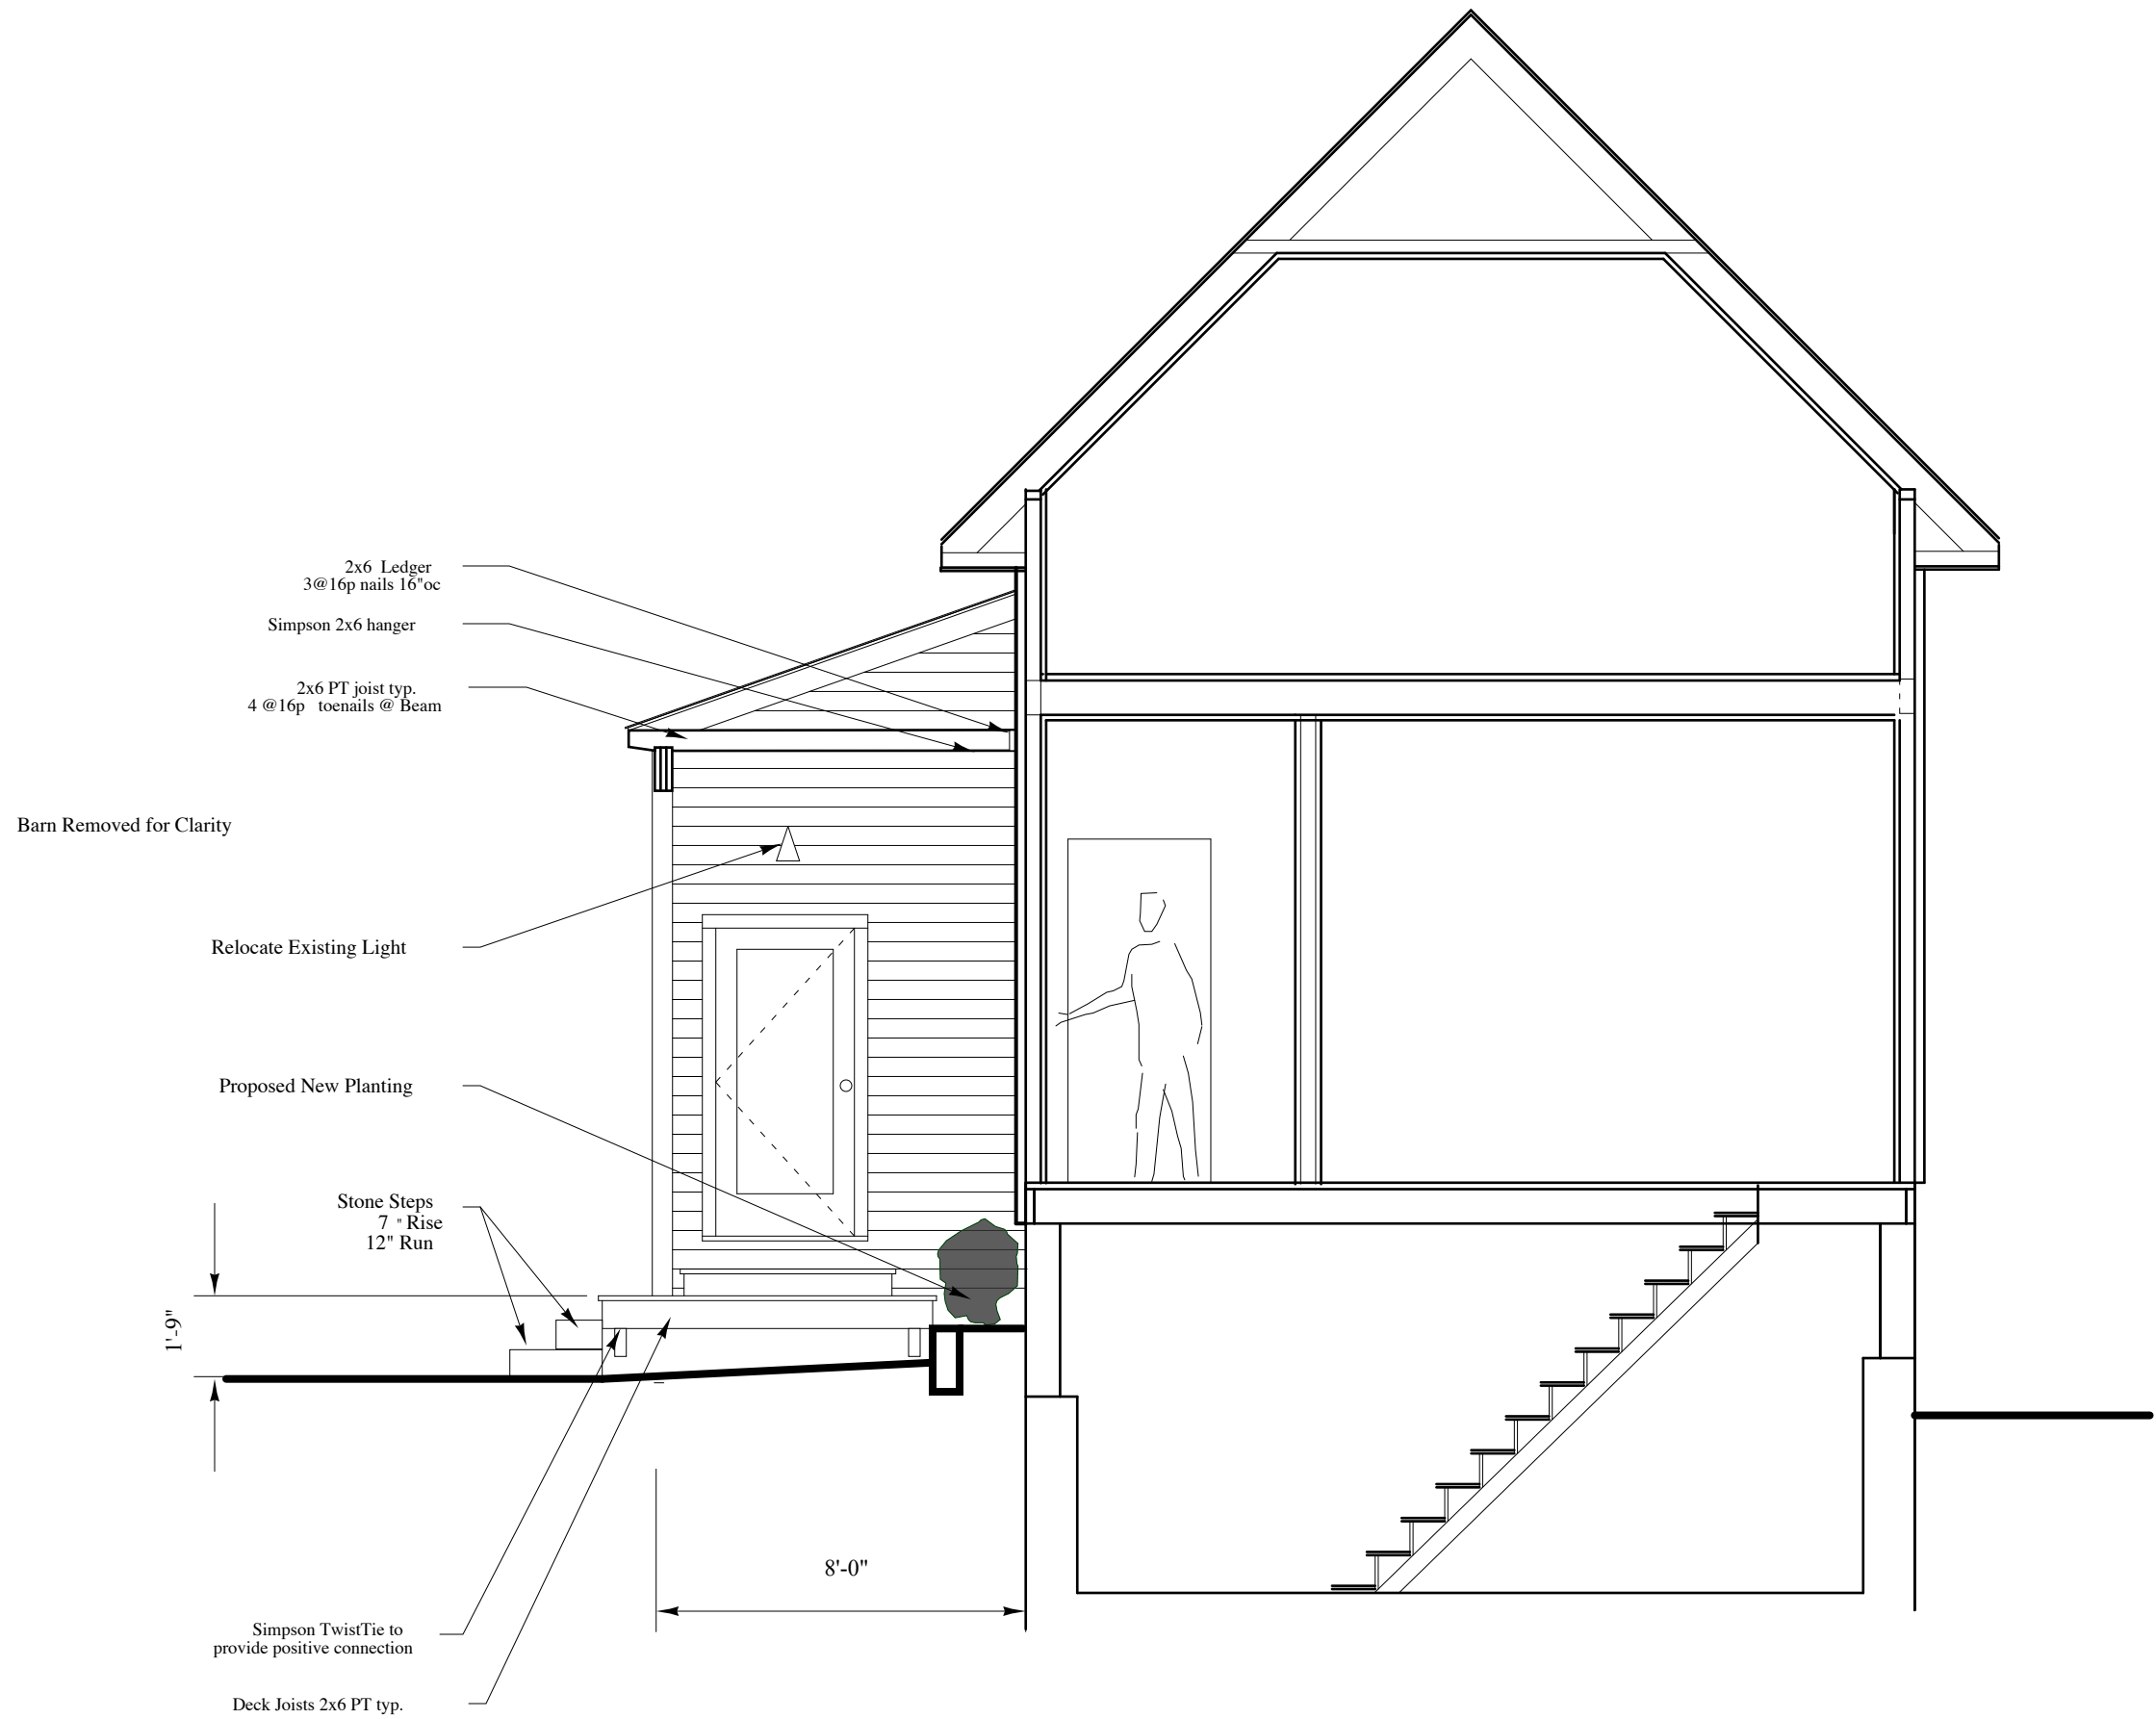 2x6 Ledger
3@16p nails 16"oc
Simpson 2x6 hanger
2x6 PT joist typ.
4 @16p toenails @ Beam
Barn Removed for Clarity
Relocate Existing Light
Proposed New Planting
Stone Steps
7 " Rise
12" Run
1'-9"
8'-0"
Simpson TwistTie to
provide positive connection
Deck Joists 2x6 PT typ.